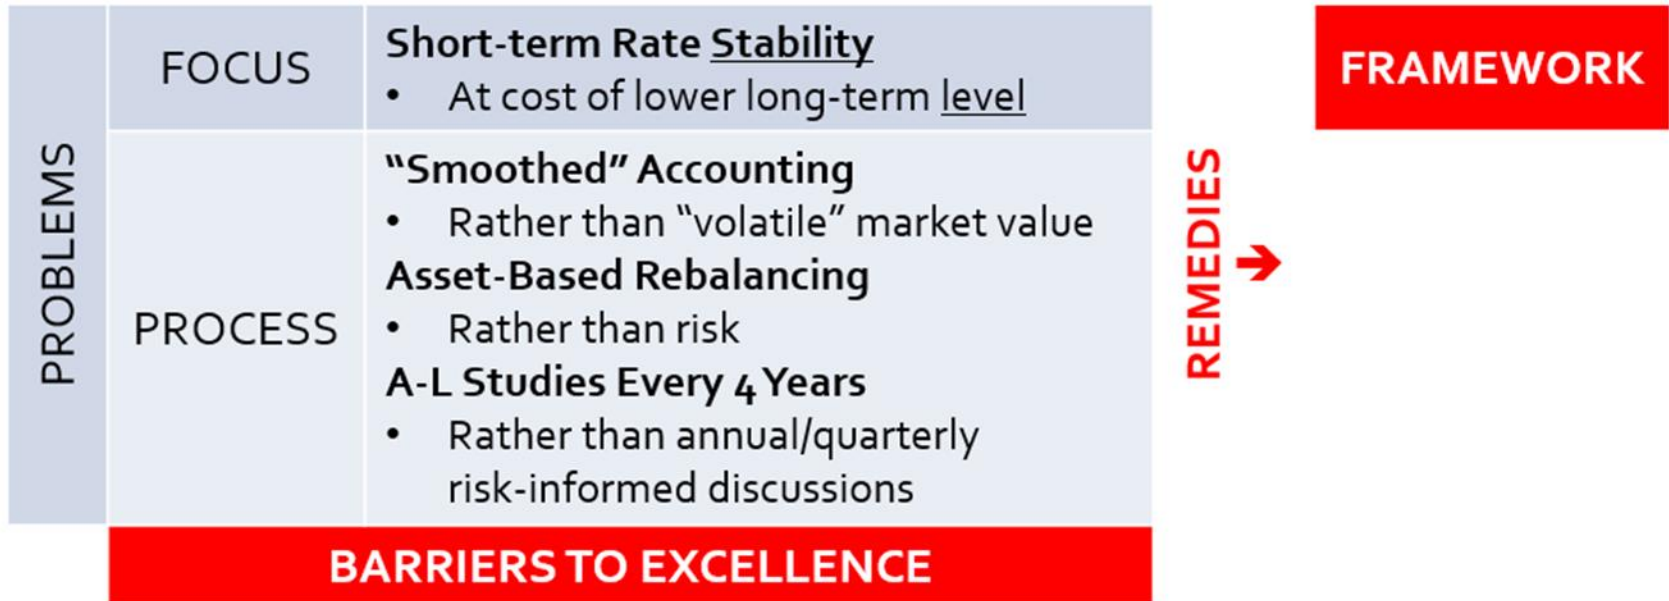 PROBLEMS
FOCUS
Short-term Rate Stability
• At cost of lower long-term level
PROCESS
“Smoothed” Accounting
• Rather than “volatile” market value
Asset-Based Rebalancing
• Rather than risk
A-L Studies Every 4 Years
• Rather than annual/quarterly
risk-informed discussions
BARRIERS TO EXCELLENCE
REMEDIES
➔
FRAMEWORK